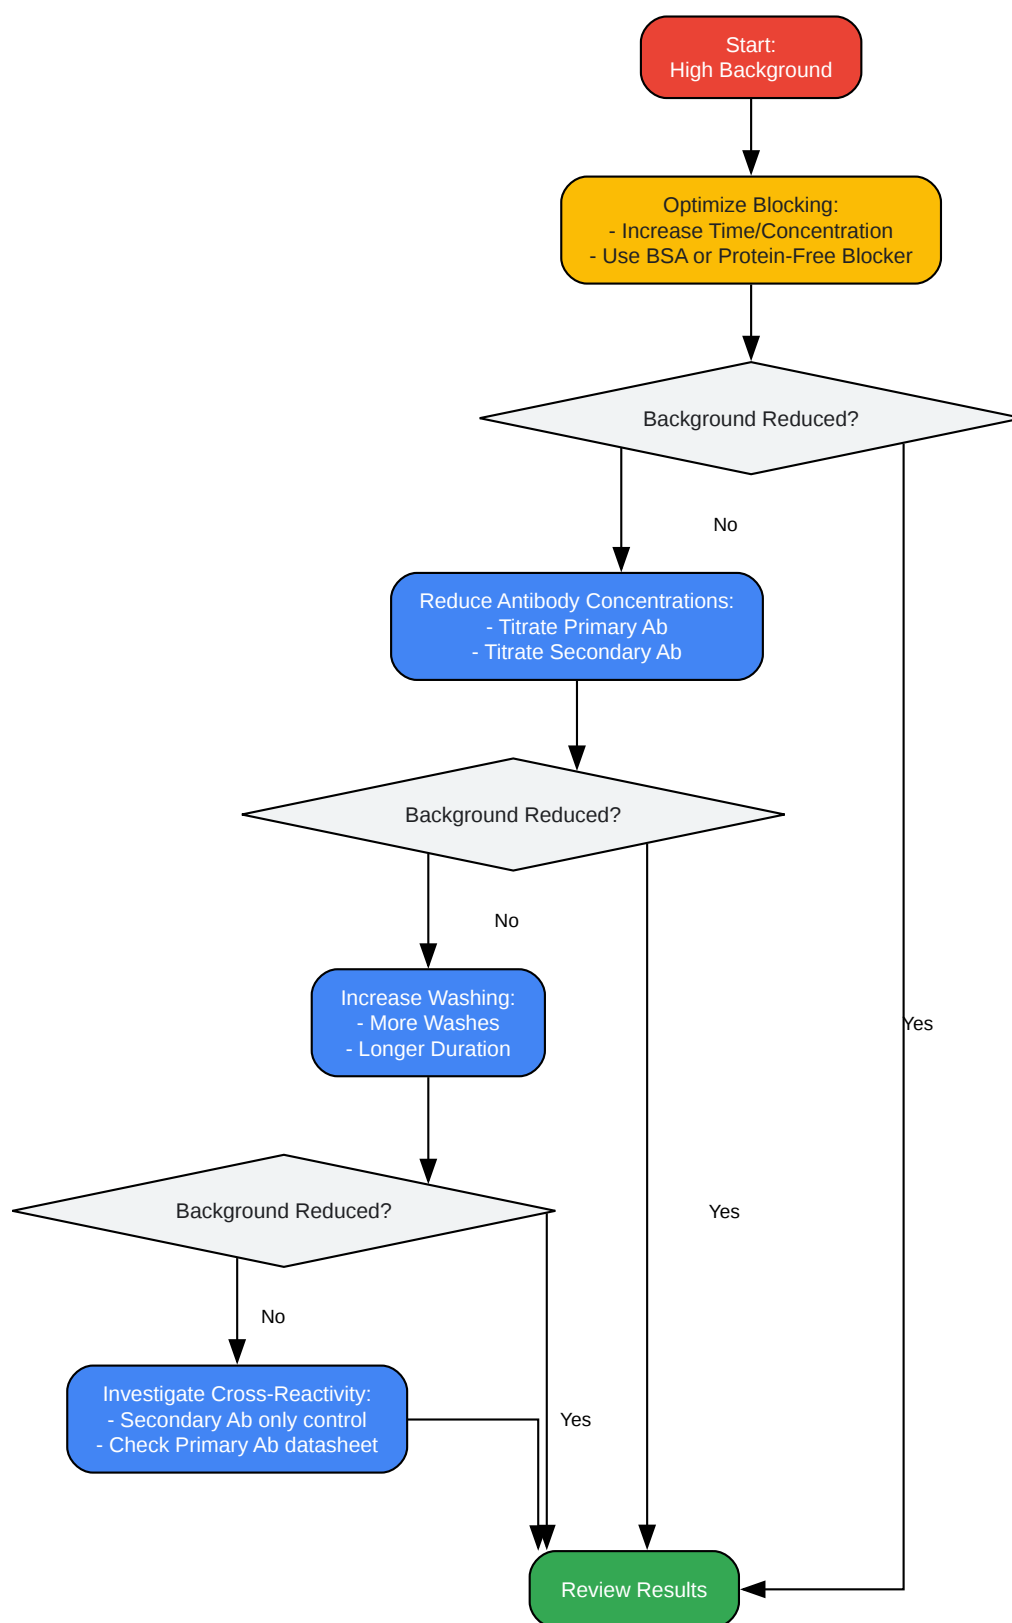 Start:
High Background
Optimize Blocking:
- Increase Time/Concentration
- Use BSA or Protein-Free Blocker
Background Reduced?
No
Reduce Antibody Concentrations:
- Titrate Primary Ab
- Titrate Secondary Ab
Background Reduced?
No
Increase Washing:
- More Washes
- Longer Duration
Yes
Background Reduced?
Yes
No
Investigate Cross-Reactivity:
- Secondary Ab only control
- Check Primary Ab datasheet
Yes
Review Results